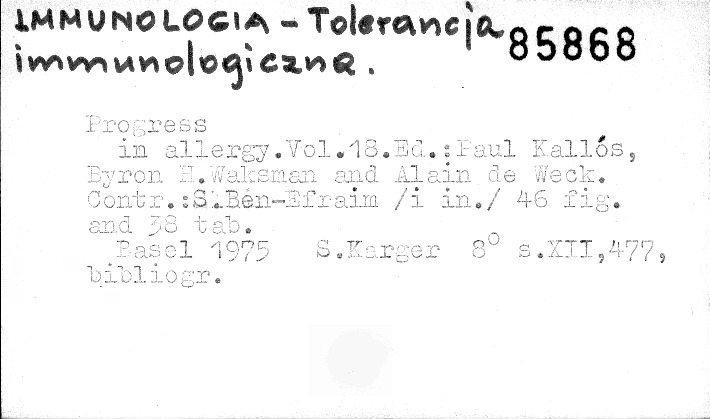 IMMUNOLOGIA - Tolerancja
immunologiczna.
85868
Progress
in allergy.Vol.18.Ed.:Paul Kallós,
Byron H.Waksman and Alain de Weck.
Contr.:S.Ben-Efraim /i in./ 46 fig.
and 38 tab.
Basel 1975 S.Karger 8° s.XII,477,
bibliogr.